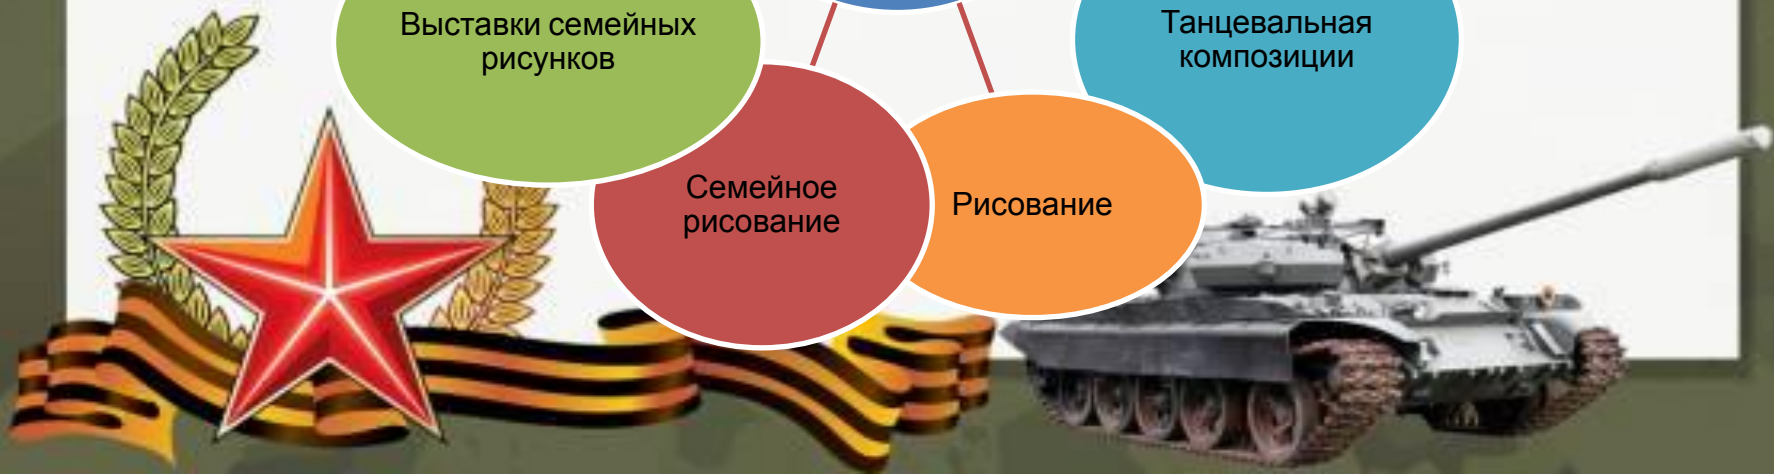 Выставки семейных
рисунков
Танцевальная
композиции
Семейное
рисование
Рисование